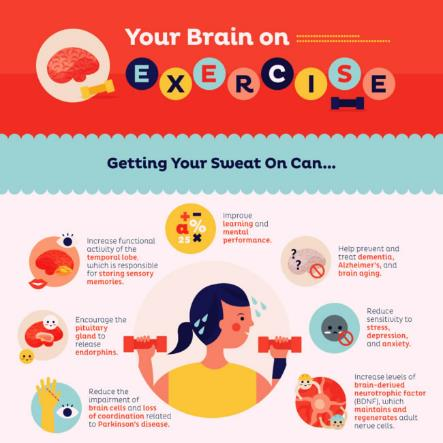 Your Brain on
EXERCISE
Getting Your Sweat On Can...
Improve
learning and
mental
performance.
Increase functional
activity of the
temporal lobe,
which is responsible
for storing sensory
memories.
Help prevent and
treat dementia,
Alzheimer's, and
brain aging.
Encourage the
pituitary
gland to
release
endorphins.
Reduce
sensitivity to
stress,
depression,
and anxiety.
Reduce the
impairment of
brain cells and loss
of coordination related
to Parkinson's disease.
Increase levels of
brain-derived
neurotrophic factor
(BDNF), which
maintains and
regenerates adult
nerve cells.